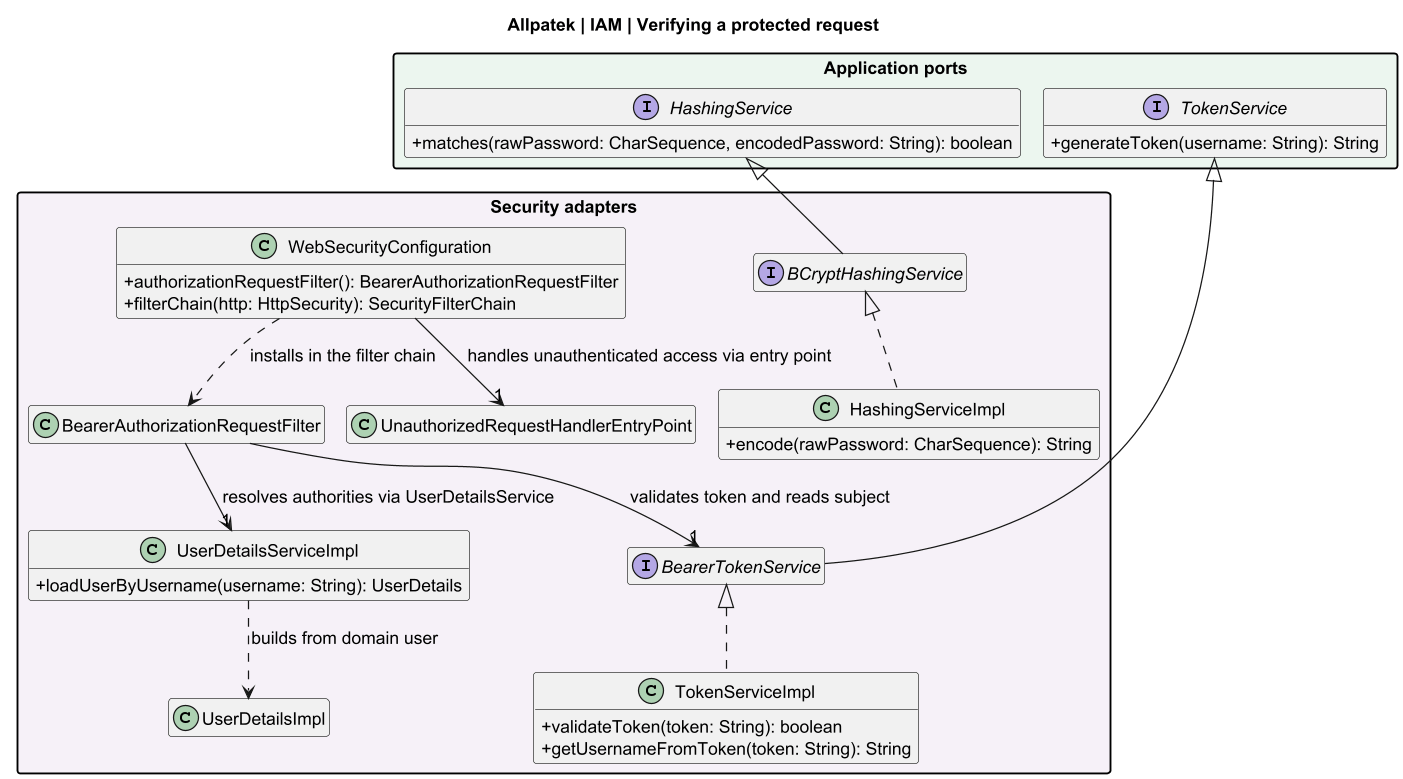 Allpatek | IAM | Verifying a protected request
Application ports
I HashingService
+matches(rawPassword: CharSequence, encodedPassword: String): boolean
I TokenService
+generateToken(username: String): String
Security adapters
C WebSecurityConfiguration
+authorizationRequestFilter(): BearerAuthorizationRequestFilter
+filterChain(http: HttpSecurity): SecurityFilterChain
I BCryptHashingService
installs in the filter chain
handles unauthenticated access via entry point
1
C BearerAuthorizationRequestFilter
C UnauthorizedRequestHandlerEntryPoint
C HashingServiceImpl
+encode(rawPassword: CharSequence): String
resolves authorities via UserDetailsService
1
validates token and reads subject
1
C UserDetailsServiceImpl
+loadUserByUsername(username: String): UserDetails
I BearerTokenService
builds from domain user
C UserDetailsImpl
C TokenServiceImpl
+validateToken(token: String): boolean
+getUsernameFromToken(token: String): String